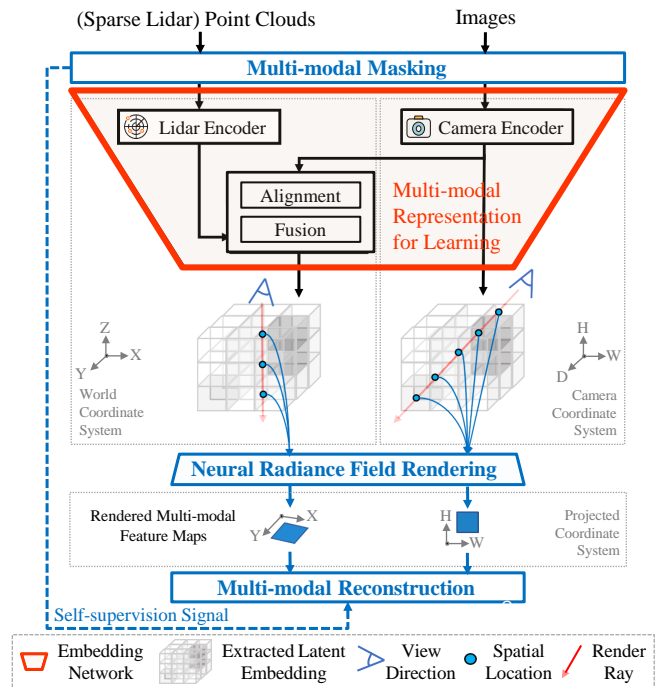 (Sparse Lidar) Point Clouds
Images
Multi-modal Masking
Lidar Encoder
Camera Encoder
Alignment
Fusion
Multi-modal
Representation
for Learning
Z
X
Y
World
Coordinate
System
H
W
D
Camera
Coordinate
System
Neural Radiance Field Rendering
Rendered Multi-modal
Feature Maps
X
Y
H
W
Projected
Coordinate
System
Multi-modal Reconstruction
Self-supervision Signal
Embedding
Network
Extracted Latent
Embedding
View
Direction
Spatial
Location
Render
Ray